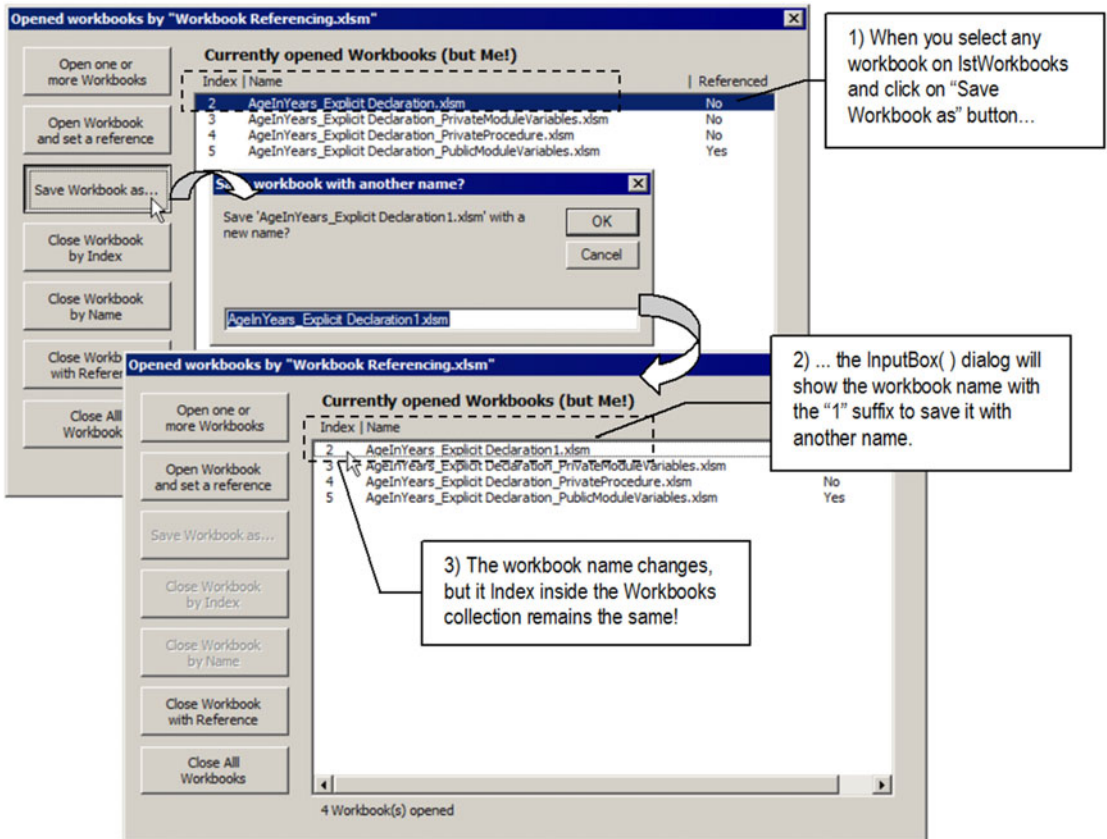 Opened workbooks by "Workbook Referencing.xlsm"
Open one or
more Workbooks
Open Workbook
and set a reference
Save Workbook as...
Close Workbook
by Index
Close Workbook
by Name
Close Workb
with Referen
Close Alll
Workbook
Currently opened Workbooks (but Me!)
Index | Name | Referenced
2 AgeInYears_Explicit Declaration.xlsm No
3 AgeInYears_Explicit Declaration_PrivateModuleVariables.xlsm No
4 AgeInYears_Explicit Declaration_PrivateProcedure.xlsm No
5 AgeInYears_Explicit Declaration_PublicModuleVariables.xlsm Yes
workbook with another name?
Save 'AgeInYears_Explicit Declaration1.xlsm' with a
new name?
OK
Cancel
AgeInYears_Explicit Declaration1.xlsm
1) When you select any
workbook on lstWorkbooks
and click on “Save
Workbook as” button…
2) ... the InputBox( ) dialog will
show the workbook name with
the “1” suffix to save it with
another name.
Opened workbooks by "Workbook Referencing.xlsm"
Open one or
more Workbooks
Open Workbook
and set a reference
Save Workbook as...
Close Workbook
by Index
Close Workbook
by Name
Close Workbook
with Reference
Close Alll
Workbooks
Currently opened Workbooks (but Me!)
Index | Name
2 AgeInYears_Explicit Declaration1.xlsm
3 AgeInYears_Explicit Declaration_PrivateModuleVariables.xlsm
4 AgeInYears_Explicit Declaration_PrivateProcedure.xlsm No
5 AgeInYears_Explicit Declaration_PublicModuleVariables.xlsm Yes
3) The workbook name changes,
but it Index inside the Workbooks
collection remains the same!
4 Workbook(s) opened